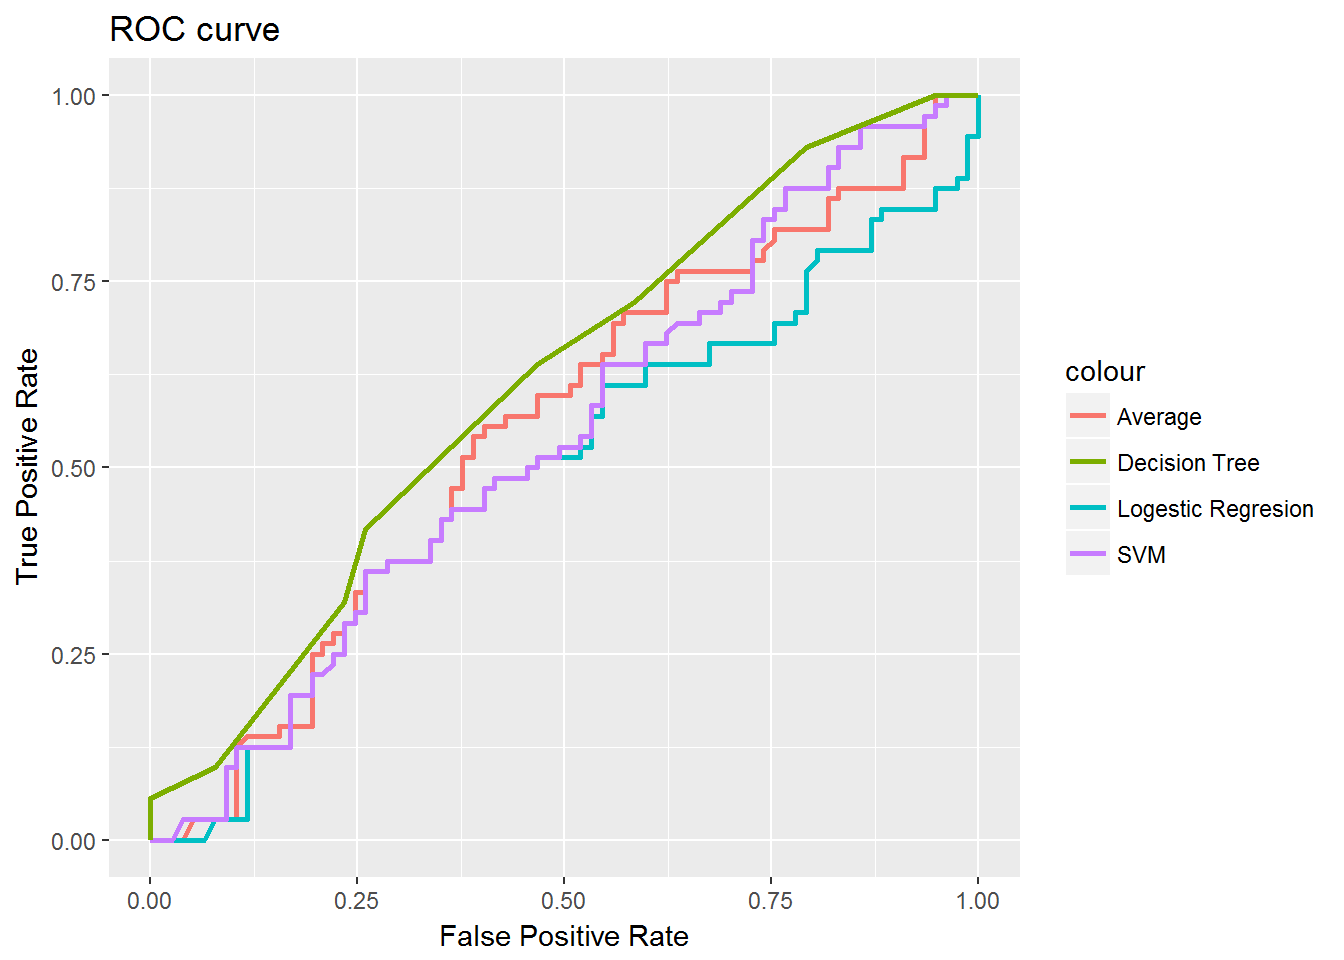 ROC curve
1.00
0.75
0.50
0.25
0.00
True Positive Rate
0.00 0.25 0.50 0.75 1.00
False Positive Rate
colour
Average
Decision Tree
Logestic Regresion
SVM